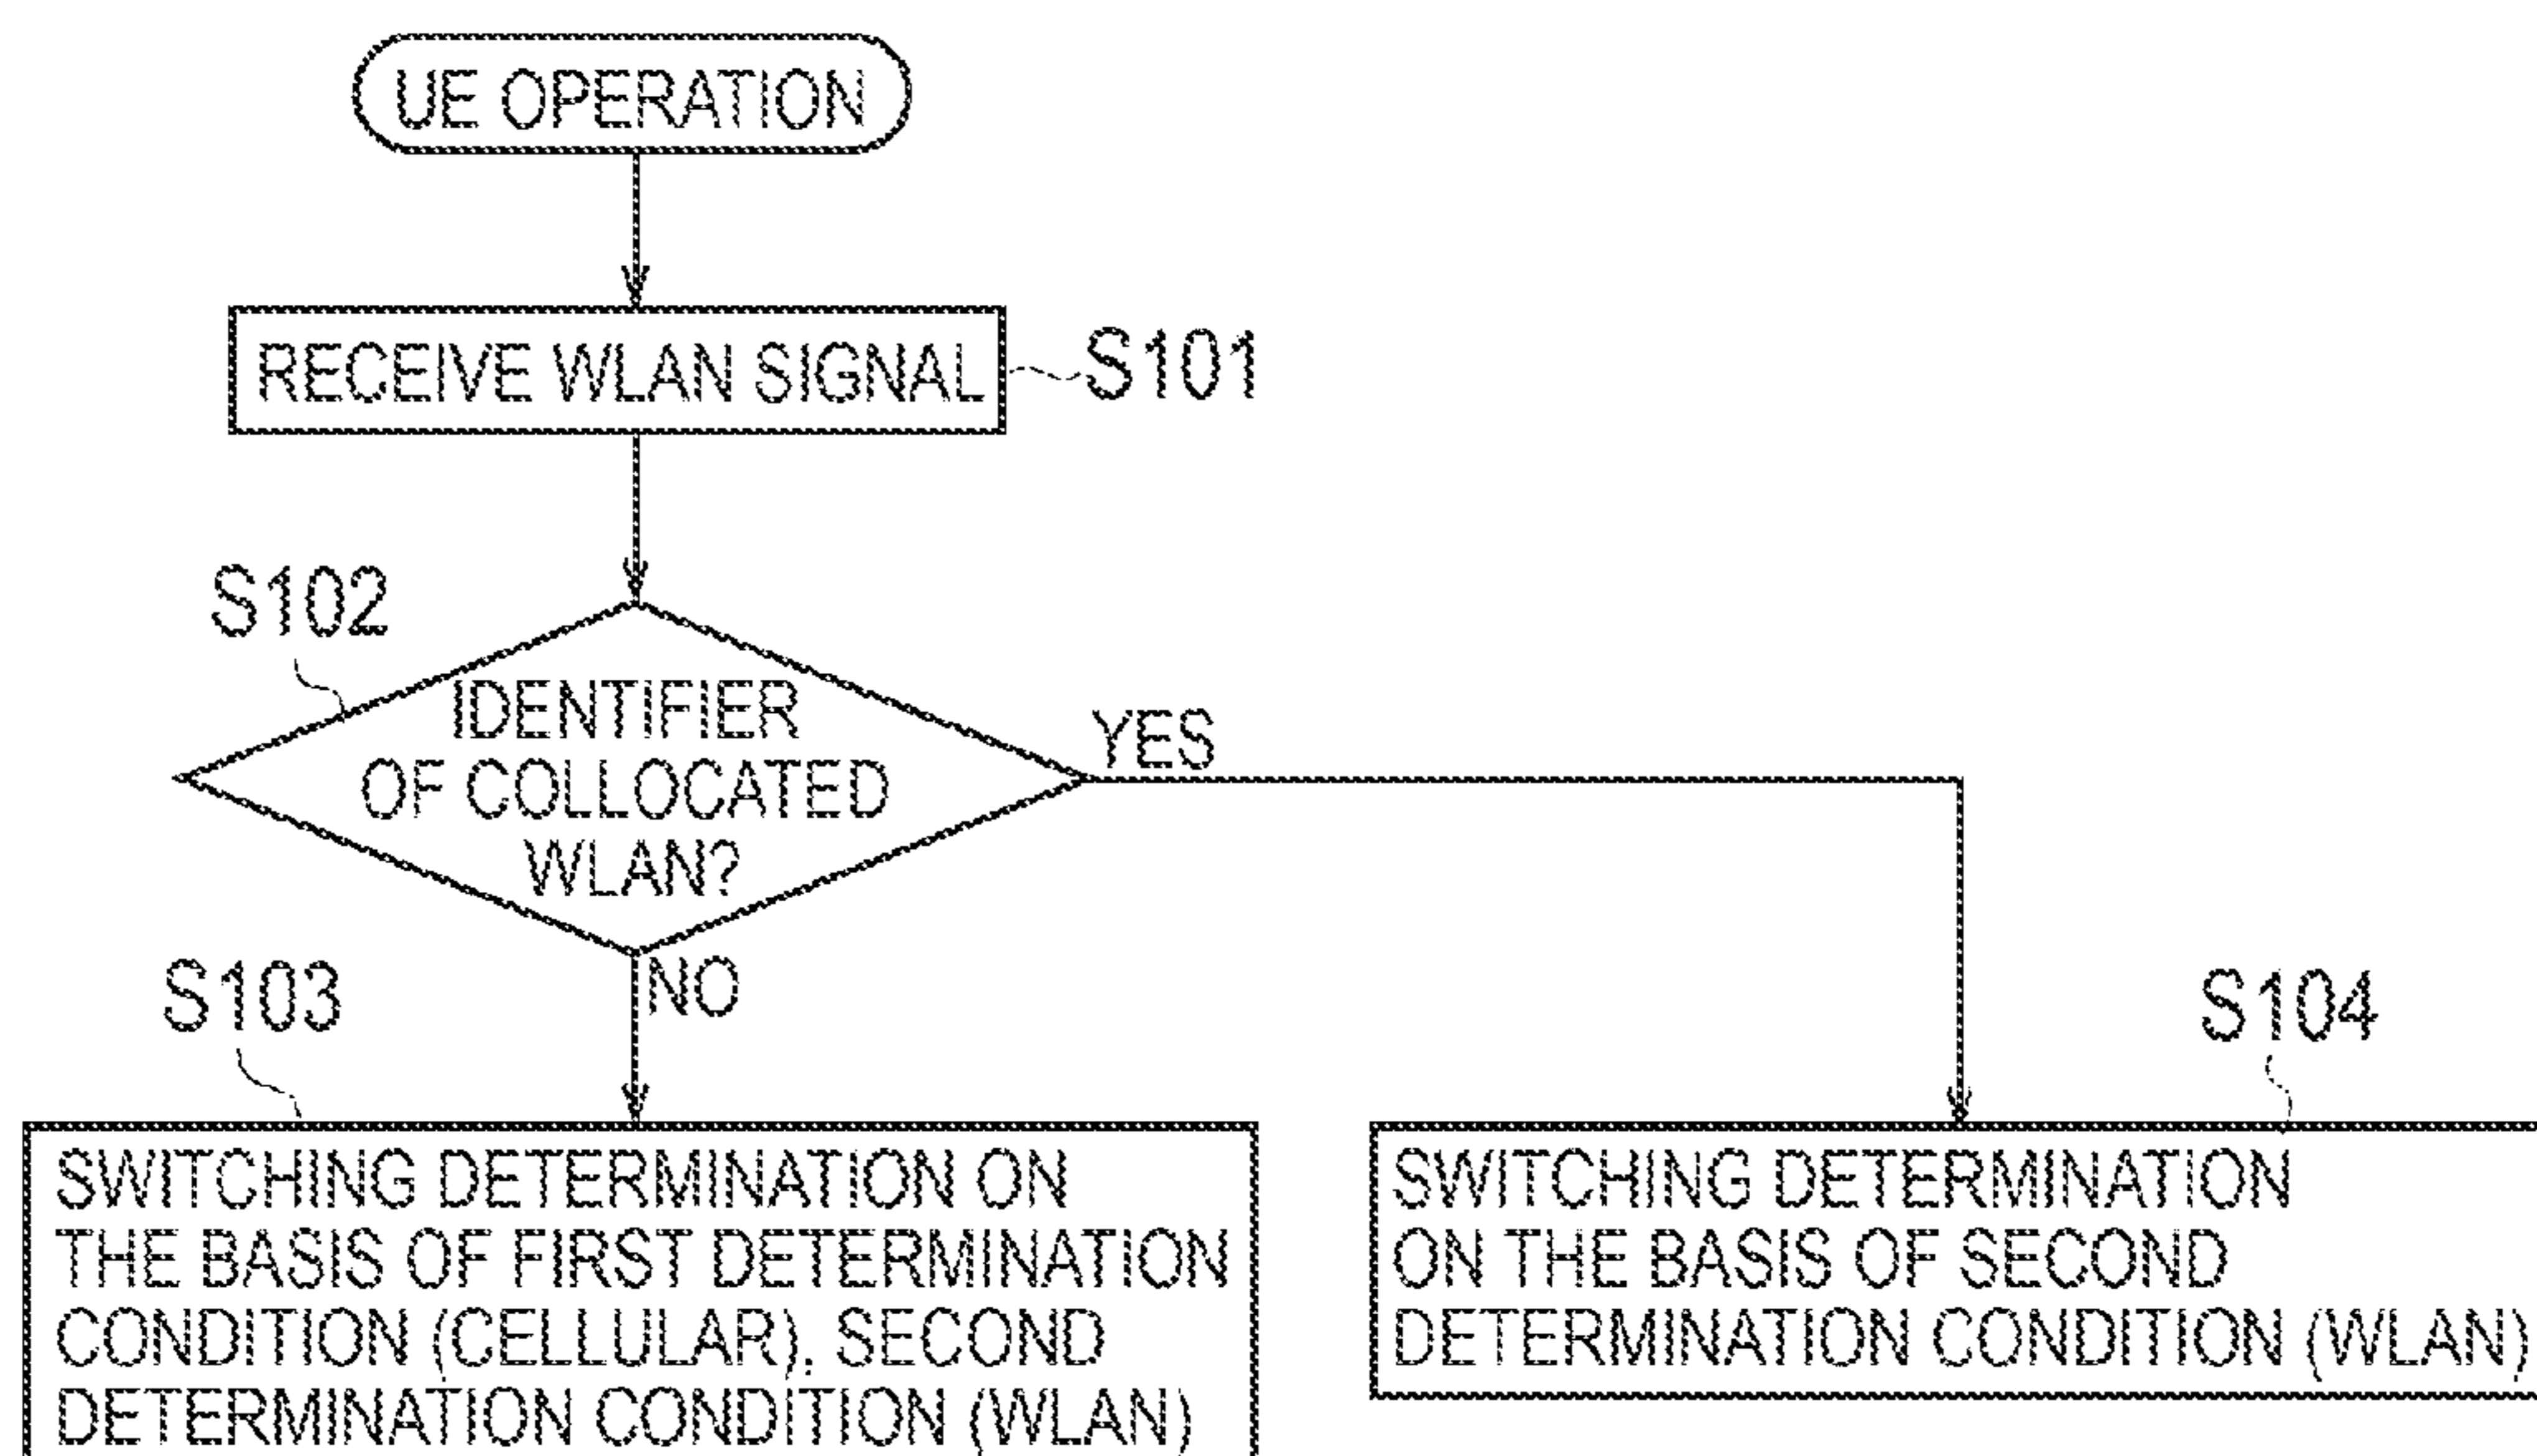 UE OPERATION
RECEIVE WLAN SIGNAL
S101
S102
IDENTIFIER
OF COLLOCATED
WLAN?
YES
NO
S103
SWITCHING DETERMINATION ON
THE BASIS OF FIRST DETERMINATION
CONDITION (CELLULAR), SECOND
DETERMINATION CONDITION (WLAN)
S104
SWITCHING DETERMINATION
ON THE BASIS OF SECOND
DETERMINATION CONDITION (WLAN)